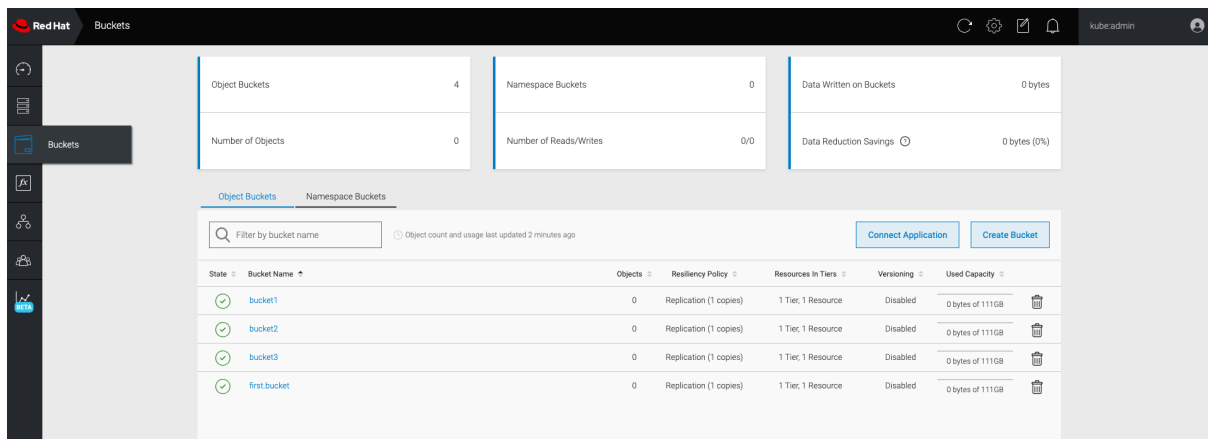 Red Hat Buckets kube:admin
Buckets
fx
BETA
Object Buckets 4
Number of Objects 0
Namespace Buckets 0
Number of Reads/Writes 0/0
Data Written on Buckets 0 bytes
Data Reduction Savings ? 0 bytes (0%)
Object Buckets Namespace Buckets
Filter by bucket name Object count and usage last updated 2 minutes ago Connect Application Create Bucket
State Bucket Name Objects Resiliency Policy Resources In Tiers Versioning Used Capacity
bucket1 0 Replication (1 copies) 1 Tier, 1 Resource Disabled 0 bytes of 111GB
bucket2 0 Replication (1 copies) 1 Tier, 1 Resource Disabled 0 bytes of 111GB
bucket3 0 Replication (1 copies) 1 Tier, 1 Resource Disabled 0 bytes of 111GB
first.bucket 0 Replication (1 copies) 1 Tier, 1 Resource Disabled 0 bytes of 111GB